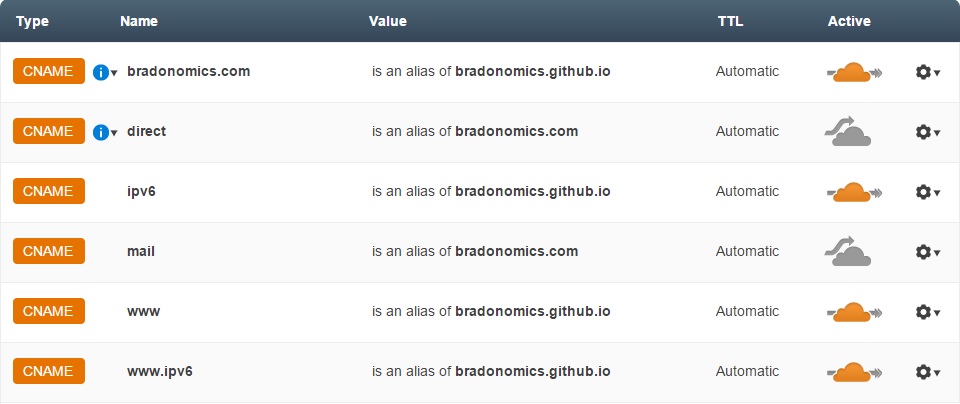 Type Name Value TTL Active
CNAME i bradonomics.com is an alias of bradonomics.github.io Automatic
CNAME i direct is an alias of bradonomics.com Automatic
CNAME ipv6 is an alias of bradonomics.github.io Automatic
CNAME mail is an alias of bradonomics.com Automatic
CNAME www is an alias of bradonomics.github.io Automatic
CNAME www.ipv6 is an alias of bradonomics.github.io Automatic